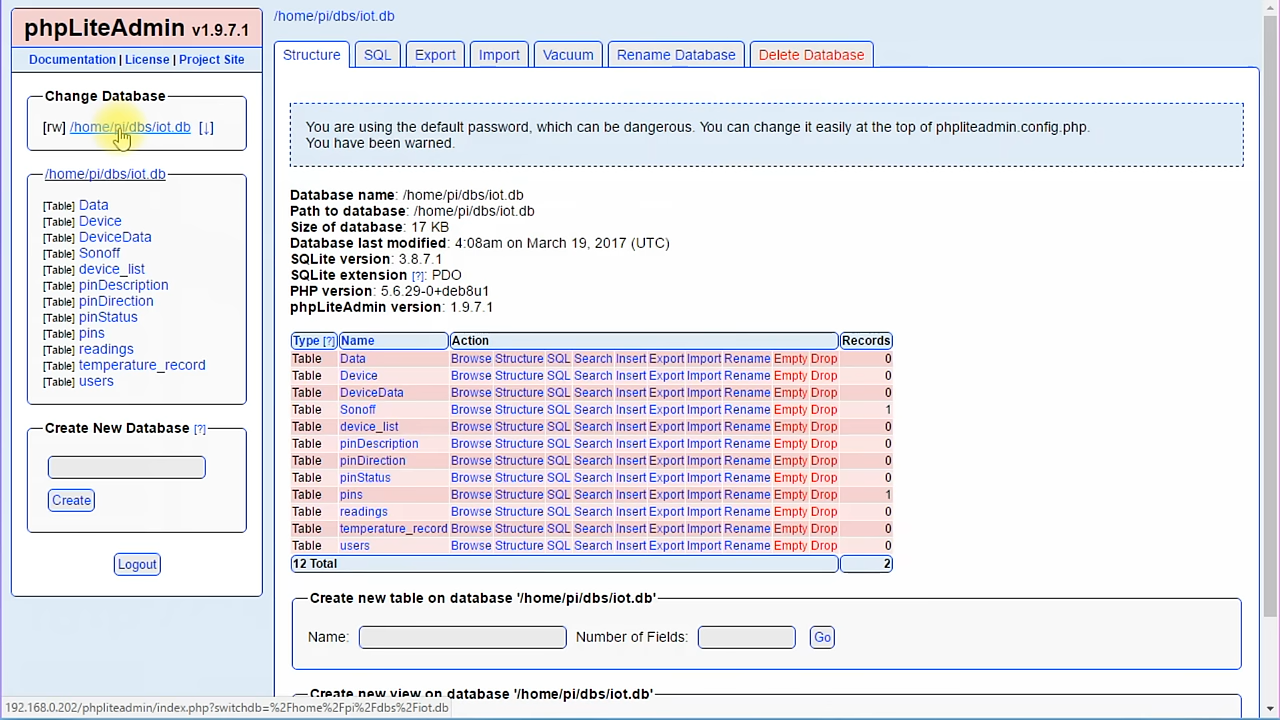 phpLiteAdmin v1.9.7.1
Documentation | License | Project Site
Change Database
[rw] /home/pi/dbs/iot.db [↓]
/home/pi/dbs/iot.db
[Table] Data
[Table] Device
[Table] DeviceData
[Table] Sonoff
[Table] device_list
[Table] pinDescription
[Table] pinDirection
[Table] pinStatus
[Table] pins
[Table] readings
[Table] temperature_record
[Table] users
Create New Database [?]
Create
Logout
/home/pi/dbs/iot.db
Structure SQL Export Import Vacuum Rename Database Delete Database
You are using the default password, which can be dangerous. You can change it easily at the top of phpliteadmin.config.php.
You have been warned.
Database name: /home/pi/dbs/iot.db
Path to database: /home/pi/dbs/iot.db
Size of database: 17 KB
Database last modified: 4:08am on March 19, 2017 (UTC)
SQLite version: 3.8.7.1
SQLite extension [?]: PDO
PHP version: 5.6.29-0+deb8u1
phpLiteAdmin version: 1.9.7.1
Type [?] Name Action Records
Table Data Browse Structure SQL Search Insert Export Import Rename Empty Drop 0
Table Device Browse Structure SQL Search Insert Export Import Rename Empty Drop 0
Table DeviceData Browse Structure SQL Search Insert Export Import Rename Empty Drop 0
Table Sonoff Browse Structure SQL Search Insert Export Import Rename Empty Drop 1
Table device_list Browse Structure SQL Search Insert Export Import Rename Empty Drop 0
Table pinDescription Browse Structure SQL Search Insert Export Import Rename Empty Drop 0
Table pinDirection Browse Structure SQL Search Insert Export Import Rename Empty Drop 0
Table pinStatus Browse Structure SQL Search Insert Export Import Rename Empty Drop 0
Table pins Browse Structure SQL Search Insert Export Import Rename Empty Drop 1
Table readings Browse Structure SQL Search Insert Export Import Rename Empty Drop 0
Table temperature_record Browse Structure SQL Search Insert Export Import Rename Empty Drop 0
Table users Browse Structure SQL Search Insert Export Import Rename Empty Drop 0
12 Total 2
Create new table on database '/home/pi/dbs/iot.db'
Name: Number of Fields: Go
Create new view on database '/home/pi/dbs/iot.db'
192.168.0.202/phpliteadmin/index.php?switchdb=%2Fhome%2Fpi%2Fdbs%2Fiot.db